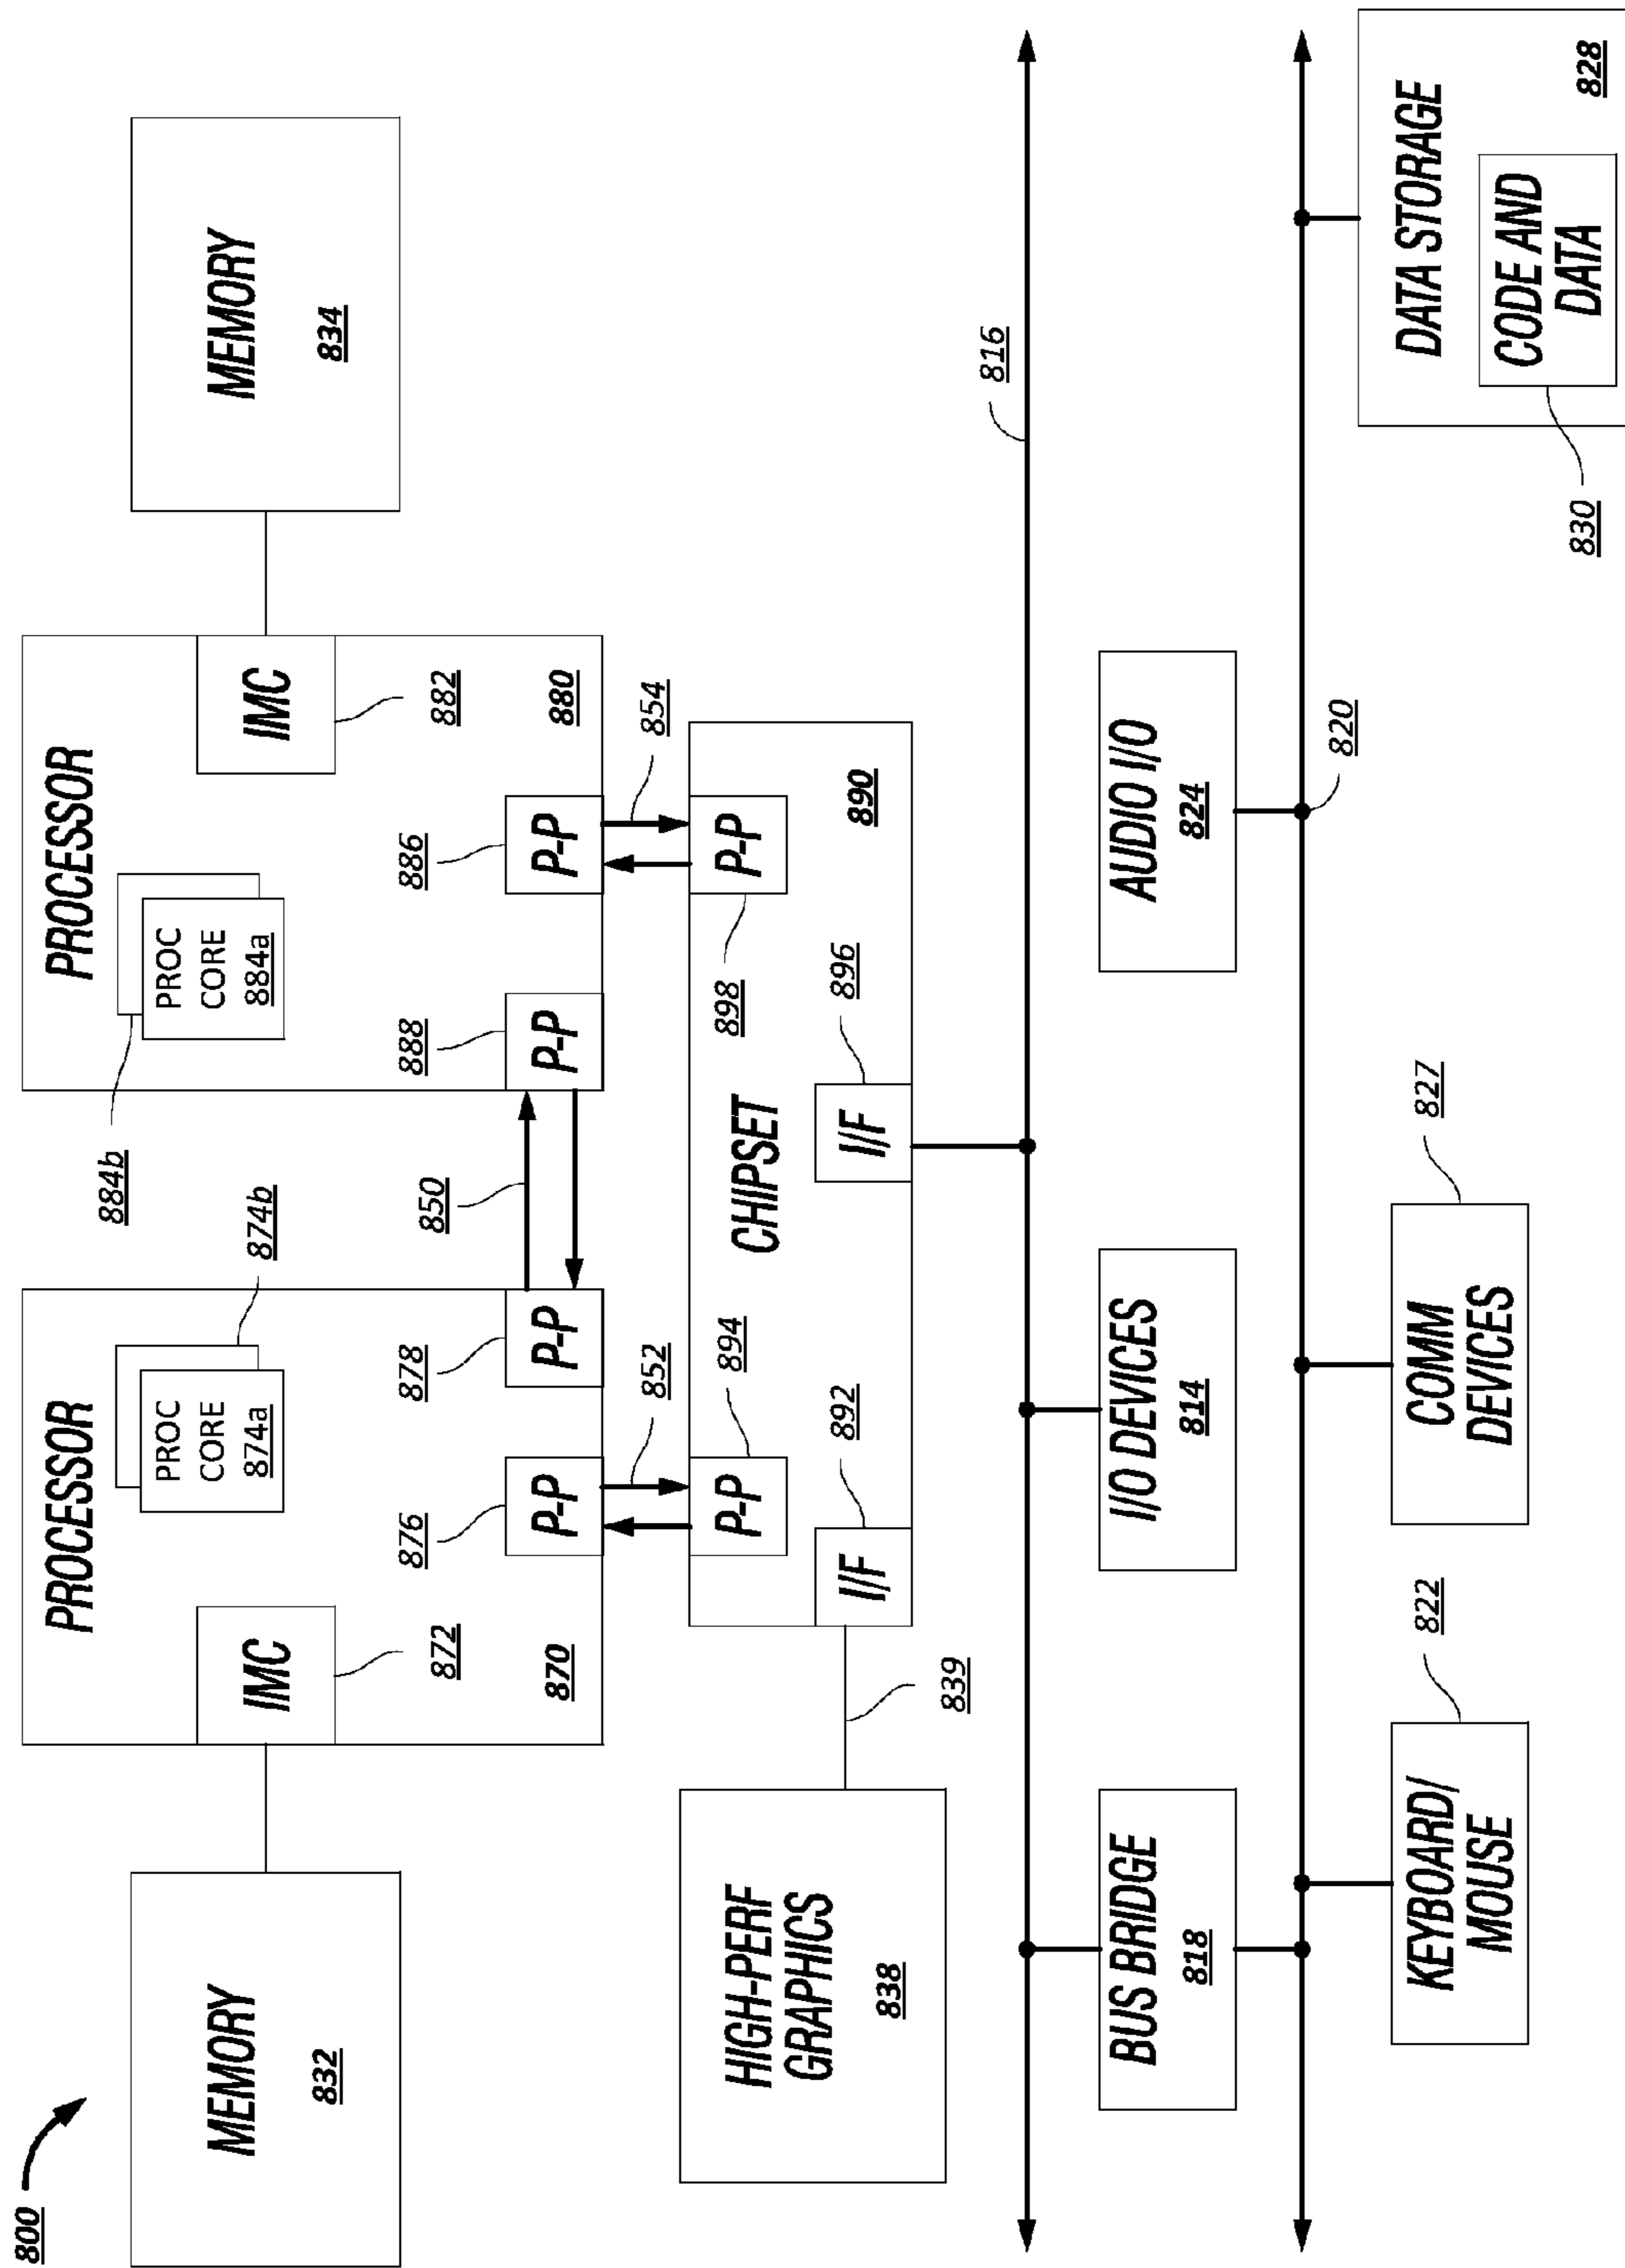 800
MEMORY
832
PROCESSOR
IMC
872
870
PROC
CORE
874a
874b
876
P-P
878
P-P
850
PROCESSOR
884b
PROC
CORE
884a
888
P-P
886
P-P
IMC
882
880
MEMORY
834
852
854
HIGH-PERF
GRAPHICS
838
839
P-P
894
I/F
892
CHIPSET
I/F
896
P-P
898
890
816
BUS BRIDGE
818
I/O DEVICES
814
AUDIO I/O
824
820
KEYBOARD/
MOUSE
822
COMM
DEVICES
827
DATA STORAGE
828
CODE AND
DATA
830